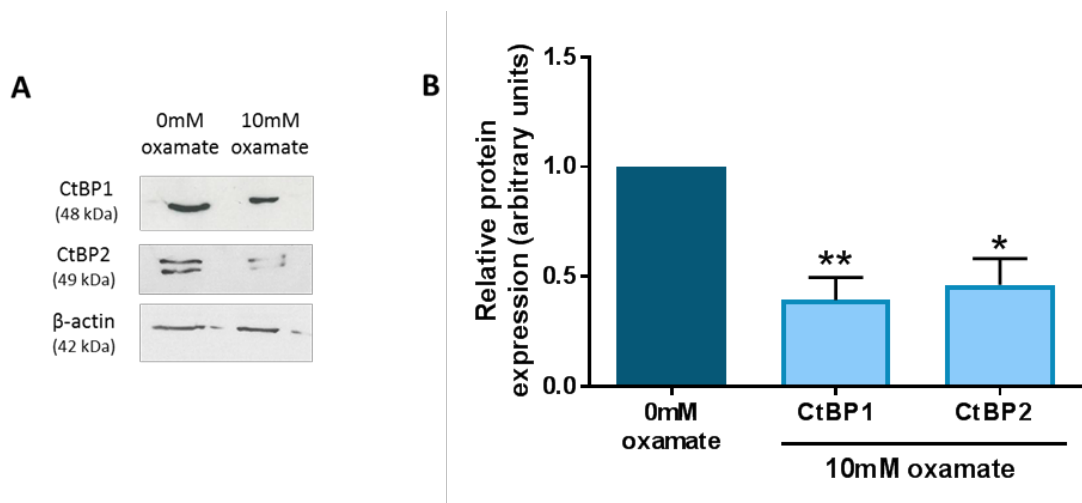 A
0mM
oxamate
10mM
oxamate
CtBP1
(48 kDa)
CtBP2
(49 kDa)
β-actin
(42 kDa)
B
Relative protein
expression (arbitrary units)
1.5
1.0
0.5
0.0
**
*
0mM
oxamate
CtBP1
CtBP2
10mM oxamate